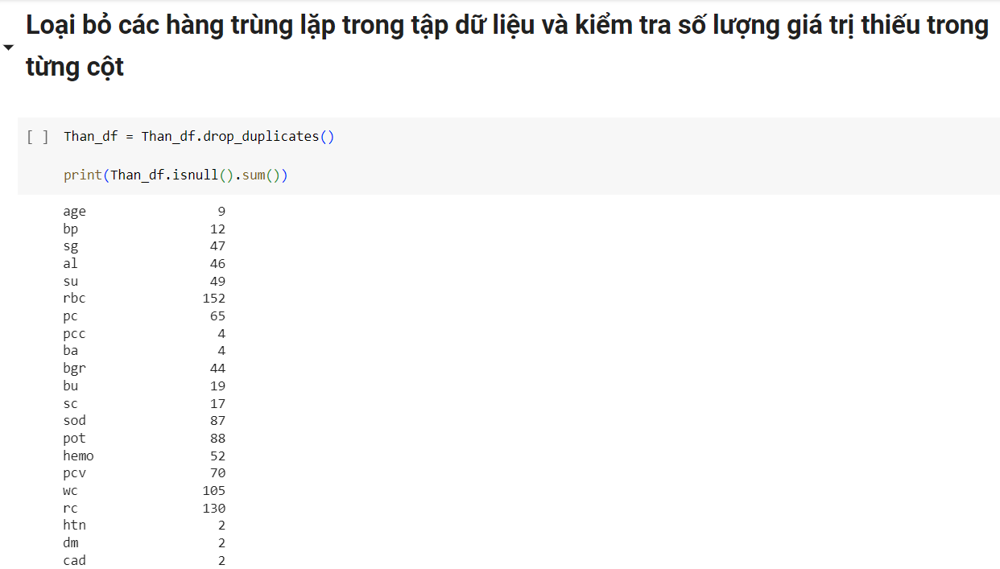 Loại bỏ các hàng trùng lặp trong tập dữ liệu và kiểm tra số lượng giá trị thiếu trong
từng cột
[ ] Than_df = Than_df.drop_duplicates()
print(Than_df.isnull().sum())
age 9
bp 12
sg 47
al 46
su 49
rbc 152
pc 65
pcc 4
ba 4
bgr 44
bu 19
sc 17
sod 87
pot 88
hemo 52
pcv 70
wc 105
rc 130
htn 2
dm 2
cad 2